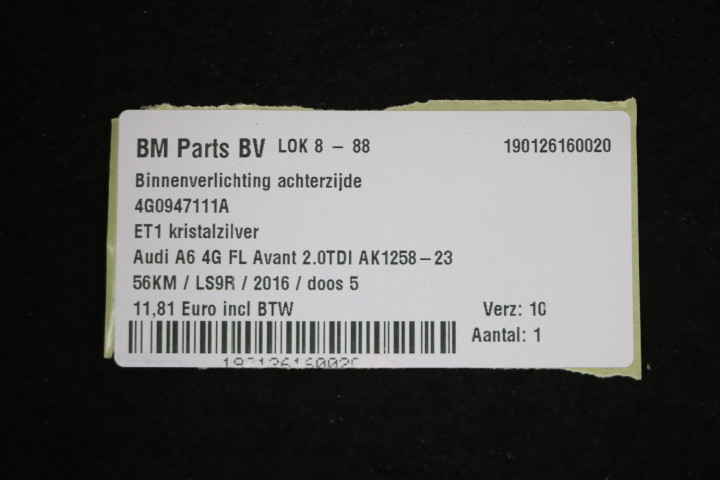 BM Parts BV LOK 8 - 88 190126160020
Binnenverlichting achterzijde
4G0947111A
ET1 kristalzilver
Audi A6 4G FL Avant 2.0TDI AK1258-23
56KM / LS9R / 2016 / doos 5
11,81 Euro incl BTW Verz: 10
Aantal: 1
190126160020